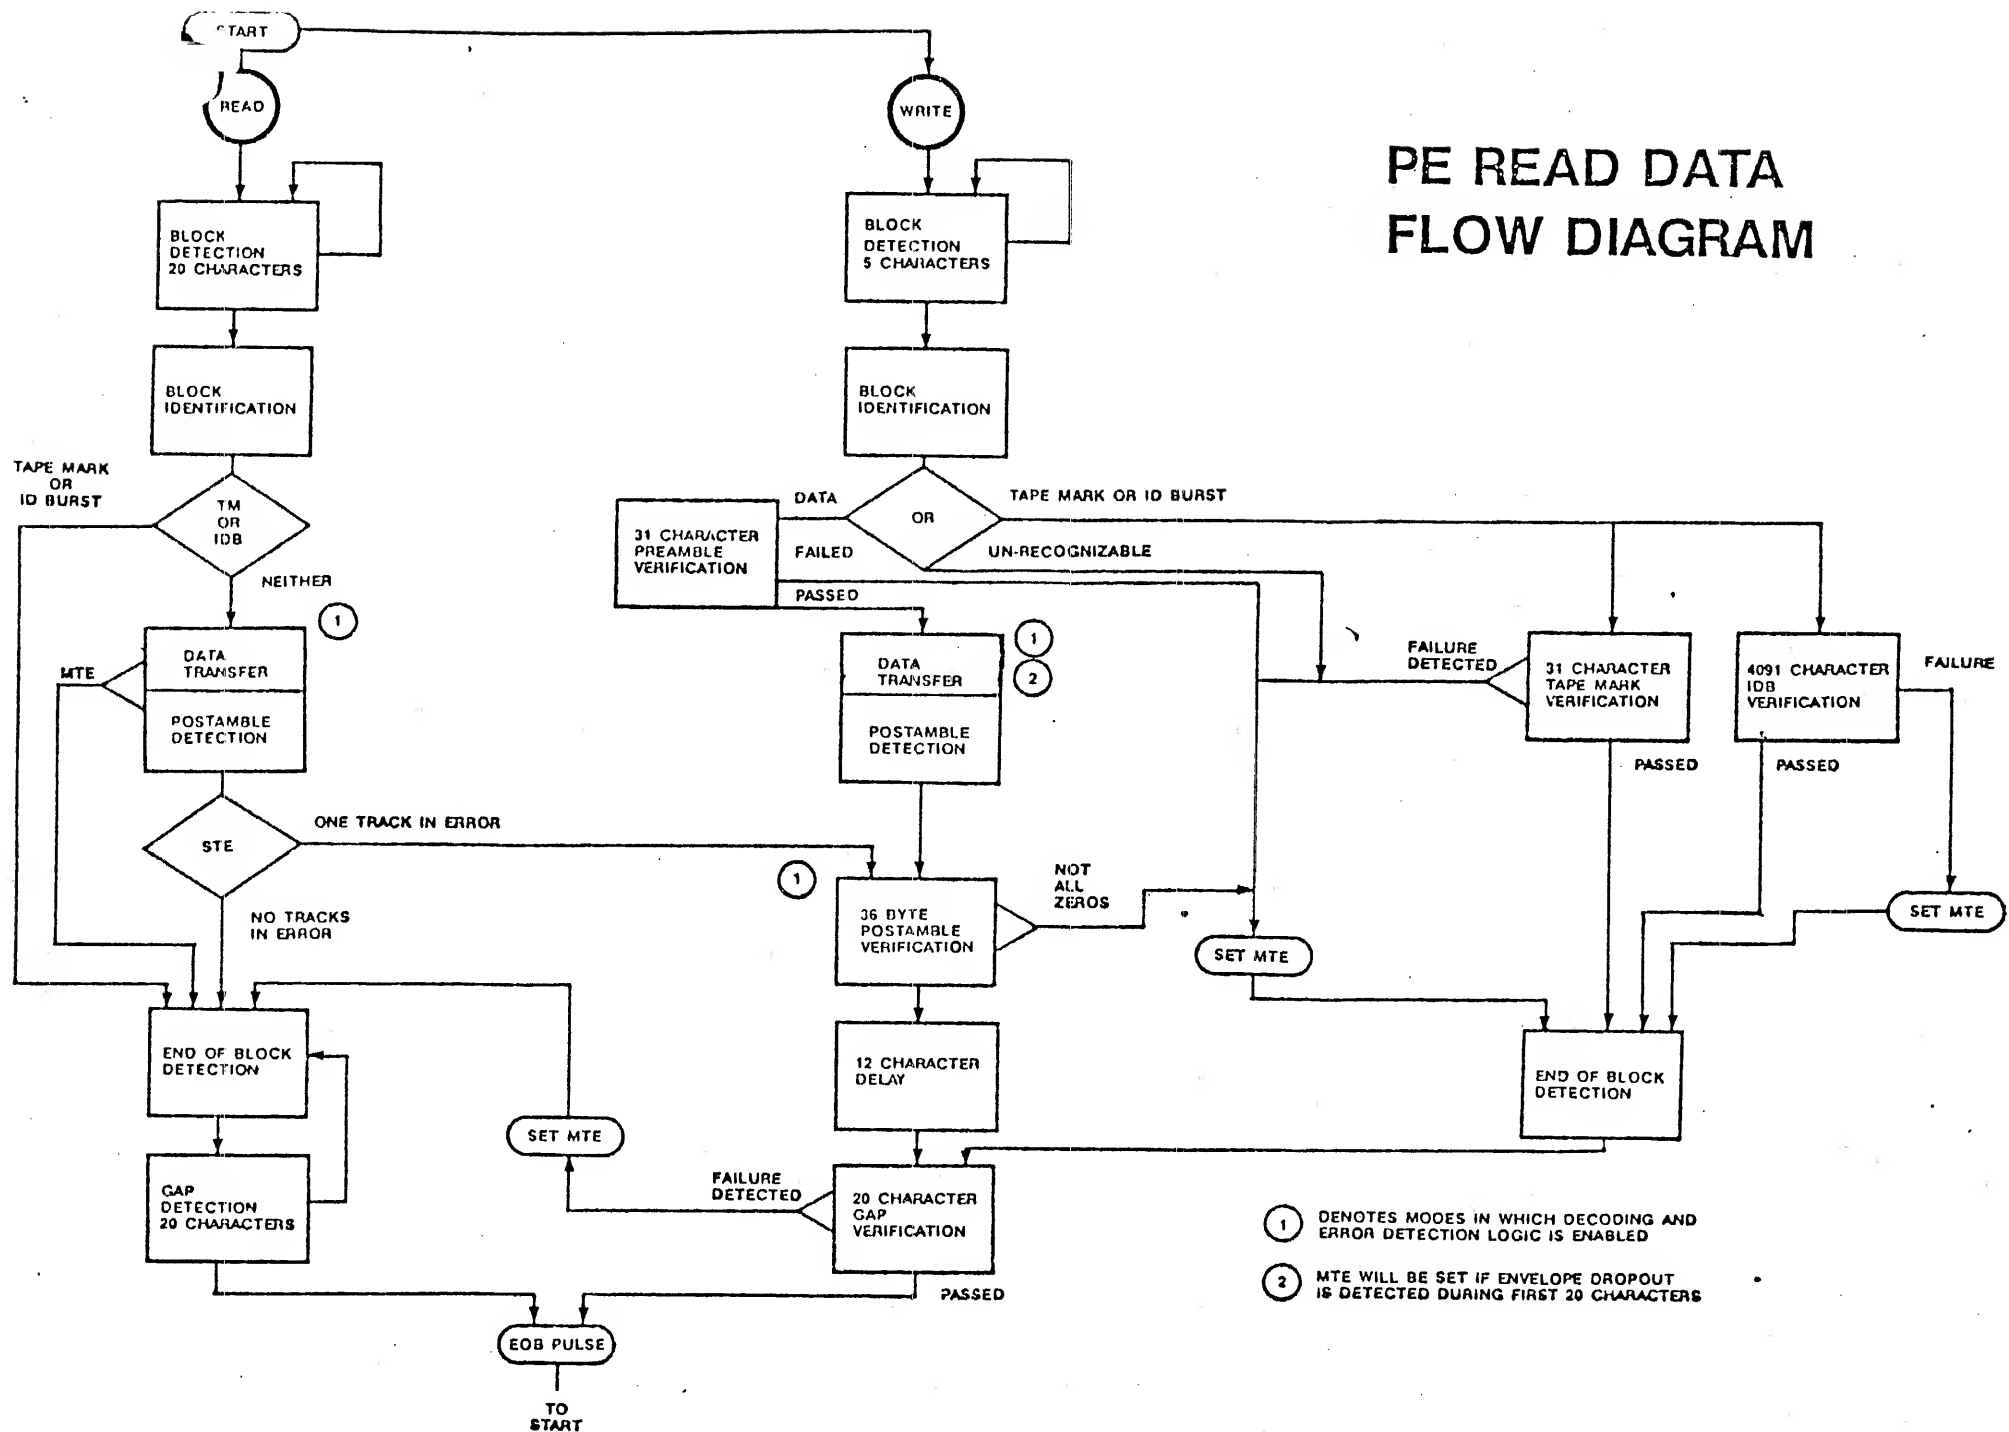 START
READ
WRITE
PE READ DATA
FLOW DIAGRAM
BLOCK
DETECTION
20 CHARACTERS
BLOCK
DETECTION
5 CHARACTERS
BLOCK
IDENTIFICATION
BLOCK
IDENTIFICATION
TAPE MARK
OR
ID BURST
TM
OR
IDB
NEITHER
DATA
OR
TAPE MARK OR ID BURST
31 CHARACTER
PREAMBLE
VERIFICATION
FAILED
UN-RECOGNIZABLE
PASSED
1
MTE
DATA
TRANSFER
POSTAMBLE
DETECTION
1
2
DATA
TRANSFER
POSTAMBLE
DETECTION
FAILURE
DETECTED
31 CHARACTER
TAPE MARK
VERIFICATION
PASSED
4091 CHARACTER
IDB
VERIFICATION
FAILURE
PASSED
STE
ONE TRACK IN ERROR
NO TRACKS
IN ERROR
1
36 BYTE
POSTAMBLE
VERIFICATION
NOT
ALL
ZEROS
SET MTE
SET MTE
END OF BLOCK
DETECTION
12 CHARACTER
DELAY
END OF BLOCK
DETECTION
SET MTE
GAP
DETECTION
20 CHARACTERS
FAILURE
DETECTED
20 CHARACTER
GAP
VERIFICATION
PASSED
1 DENOTES MODES IN WHICH DECODING AND
ERROR DETECTION LOGIC IS ENABLED
2 MTE WILL BE SET IF ENVELOPE DROPOUT
IS DETECTED DURING FIRST 20 CHARACTERS
EOB PULSE
TO
START